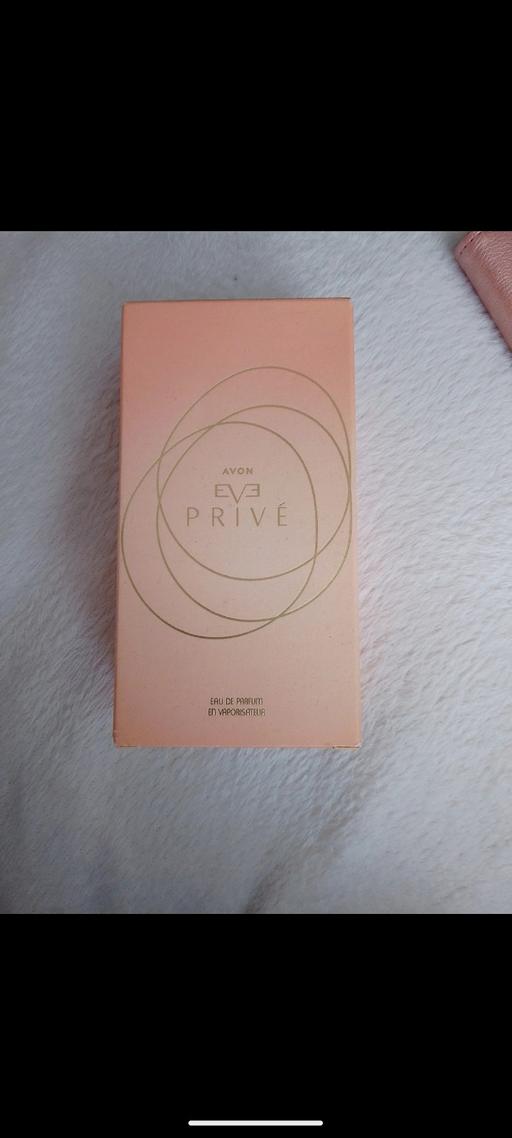 AVON
EVE
PRIVÉ
EAU DE PARFUM
EN VAPORISATEUR